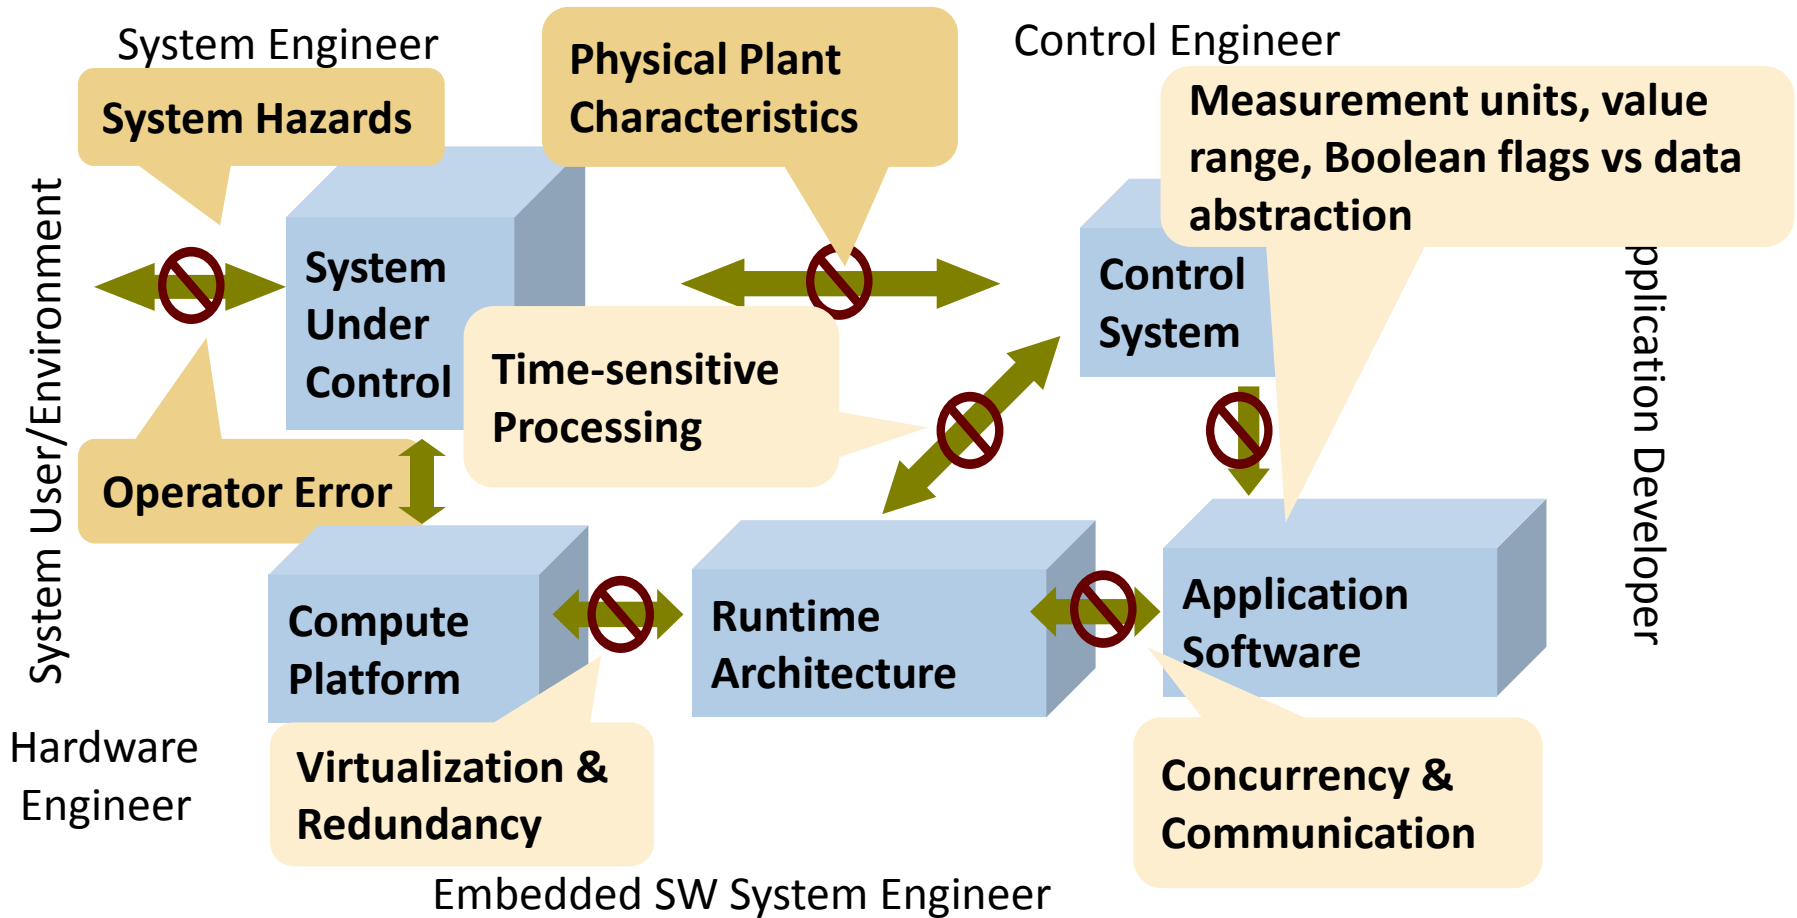 System Engineer
Control Engineer
System Hazards
Physical Plant
Characteristics
Measurement units, value
range, Boolean flags vs data
abstraction
System User/Environment
System
Under
Control
Control
System
pplication Developer
Time-sensitive
Processing
Operator Error
Compute
Platform
Runtime
Architecture
Application
Software
Hardware
Engineer
Virtualization &
Redundancy
Concurrency &
Communication
Embedded SW System Engineer